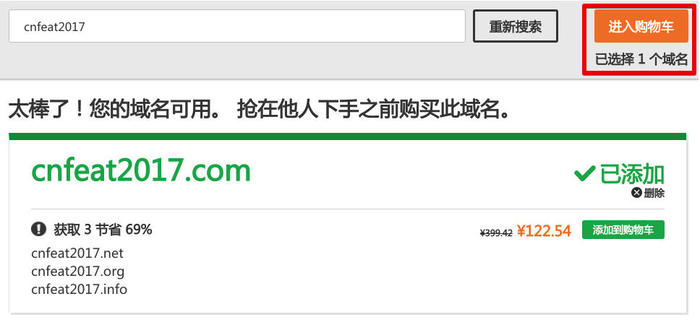 cnfeat2017
重新搜索
进入购物车
已选择 1 个域名
太棒了！您的域名可用。 抢在他人下手之前购买此域名。
cnfeat2017.com
已添加
删除
获取 3 节省 69%
¥399.42 ¥122.54
添加到购物车
cnfeat2017.net
cnfeat2017.org
cnfeat2017.info